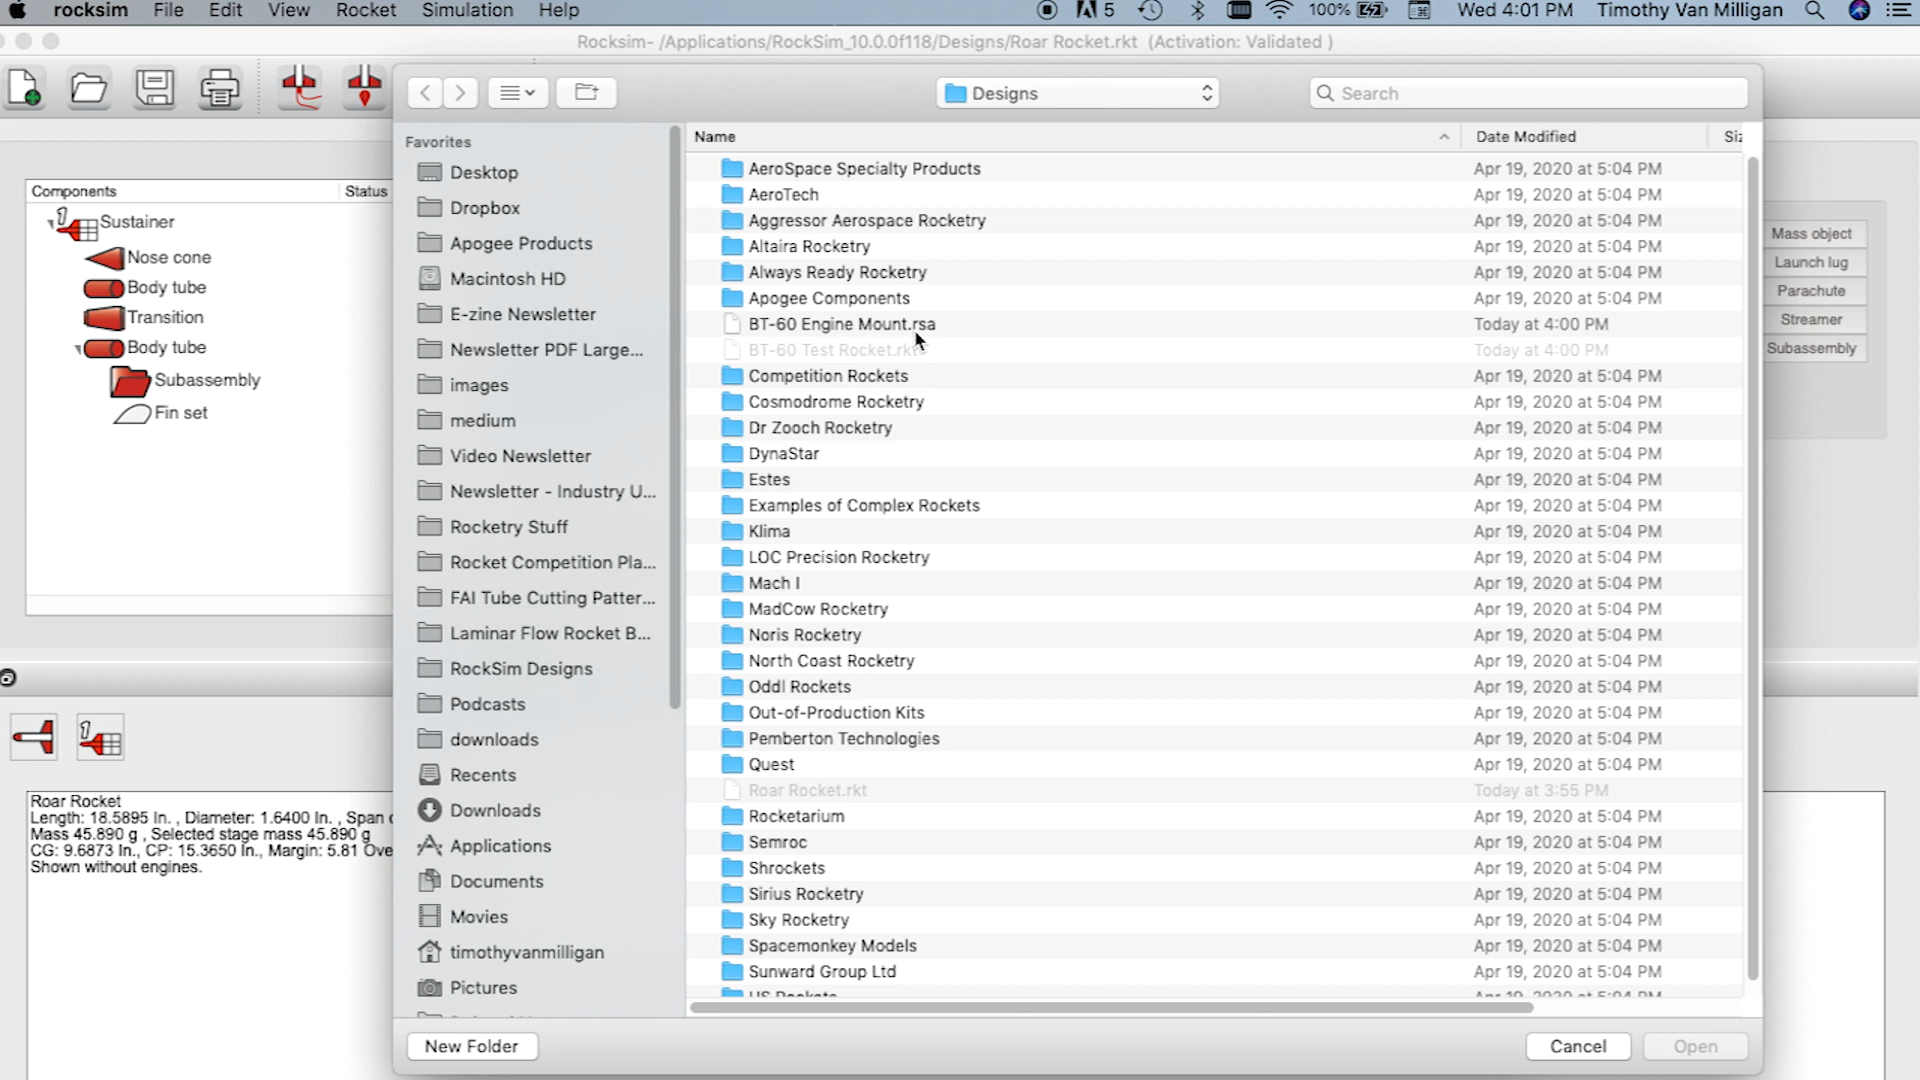 rocksim File Edit View Rocket Simulation Help 5 100% Wed 4:01 PM Timothy Van Milligan
Rocksim- /Applications/RockSim_10.0.0f118/Designs/Roar Rocket.rkt (Activation: Validated )
Designs
Search
Favorites
Desktop
Dropbox
Apogee Products
Macintosh HD
E-zine Newsletter
Newsletter PDF Large...
images
medium
Video Newsletter
Newsletter - Industry U...
Rocketry Stuff
Rocket Competition Pla...
FAI Tube Cutting Patter...
Laminar Flow Rocket B...
RockSim Designs
Podcasts
downloads
Recents
Downloads
Applications
Documents
Movies
timothyvanmilligan
Pictures
Name Date Modified
AeroSpace Specialty Products Apr 19, 2020 at 5:04 PM
AeroTech Apr 19, 2020 at 5:04 PM
Aggressor Aerospace Rocketry Apr 19, 2020 at 5:04 PM
Altaira Rocketry Apr 19, 2020 at 5:04 PM
Always Ready Rocketry Apr 19, 2020 at 5:04 PM
Apogee Components Apr 19, 2020 at 5:04 PM
BT-60 Engine Mount.rsa Today at 4:00 PM
BT-60 Test Rocket.rkt Today at 4:00 PM
Competition Rockets Apr 19, 2020 at 5:04 PM
Cosmodrome Rocketry Apr 19, 2020 at 5:04 PM
Dr Zooch Rocketry Apr 19, 2020 at 5:04 PM
DynaStar Apr 19, 2020 at 5:04 PM
Estes Apr 19, 2020 at 5:04 PM
Examples of Complex Rockets Apr 19, 2020 at 5:04 PM
Klima Apr 19, 2020 at 5:04 PM
LOC Precision Rocketry Apr 19, 2020 at 5:04 PM
Mach I Apr 19, 2020 at 5:04 PM
MadCow Rocketry Apr 19, 2020 at 5:04 PM
Noris Rocketry Apr 19, 2020 at 5:04 PM
North Coast Rocketry Apr 19, 2020 at 5:04 PM
Oddl Rockets Apr 19, 2020 at 5:04 PM
Out-of-Production Kits Apr 19, 2020 at 5:04 PM
Pemberton Technologies Apr 19, 2020 at 5:04 PM
Quest Apr 19, 2020 at 5:04 PM
Roar Rocket.rkt Today at 3:55 PM
Rocketarium Apr 19, 2020 at 5:04 PM
Semroc Apr 19, 2020 at 5:04 PM
Shrockets Apr 19, 2020 at 5:04 PM
Sirius Rocketry Apr 19, 2020 at 5:04 PM
Sky Rocketry Apr 19, 2020 at 5:04 PM
Spacemonkey Models Apr 19, 2020 at 5:04 PM
Sunward Group Ltd Apr 19, 2020 at 5:04 PM
New Folder Cancel Open
Components Status
Sustainer
Nose cone
Body tube
Transition
Body tube
Subassembly
Fin set
Mass object
Launch lug
Parachute
Streamer
Subassembly
Roar Rocket
Length: 18.5895 In. , Diameter: 1.6400 In. , Span
Mass 45.890 g , Selected stage mass 45.890 g
CG: 9.6873 In., CP: 15.3650 In., Margin: 5.81
Shown without engines.